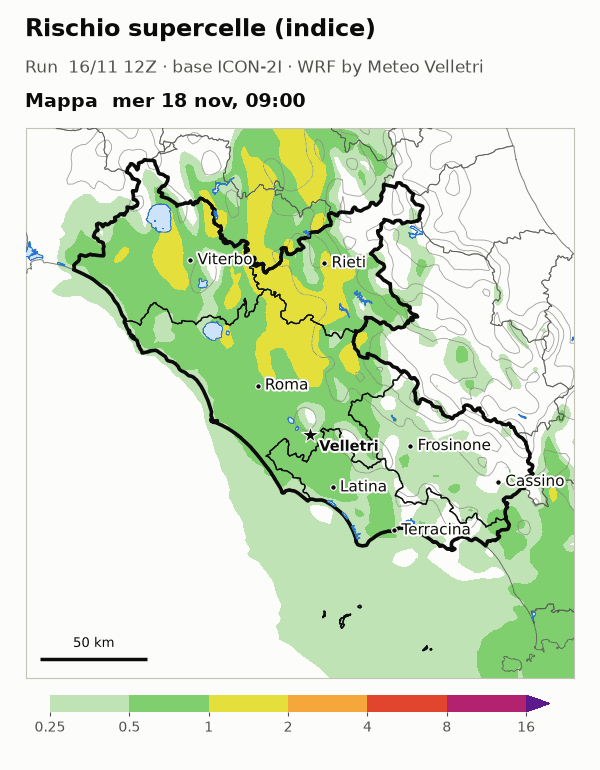 Rischio supercelle (indice)
Run  16/11 12Z · base ICON-2I · WRF by Meteo Velletri
Mappa  mer 18 nov, 09:00
Viterbo
Rieti
Roma
Velletri
Frosinone
Cassino
Latina
Terracina
50 km
0.25 0.5 1 2 4 8 16